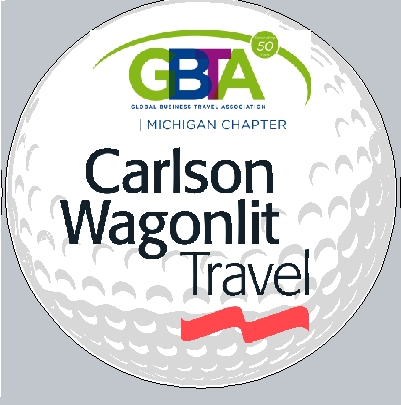 50
GBTA
GLOBAL BUSINESS TRAVEL ASSOCIATION
| MICHIGAN CHAPTER
Carlson
Wagonlit
Travel